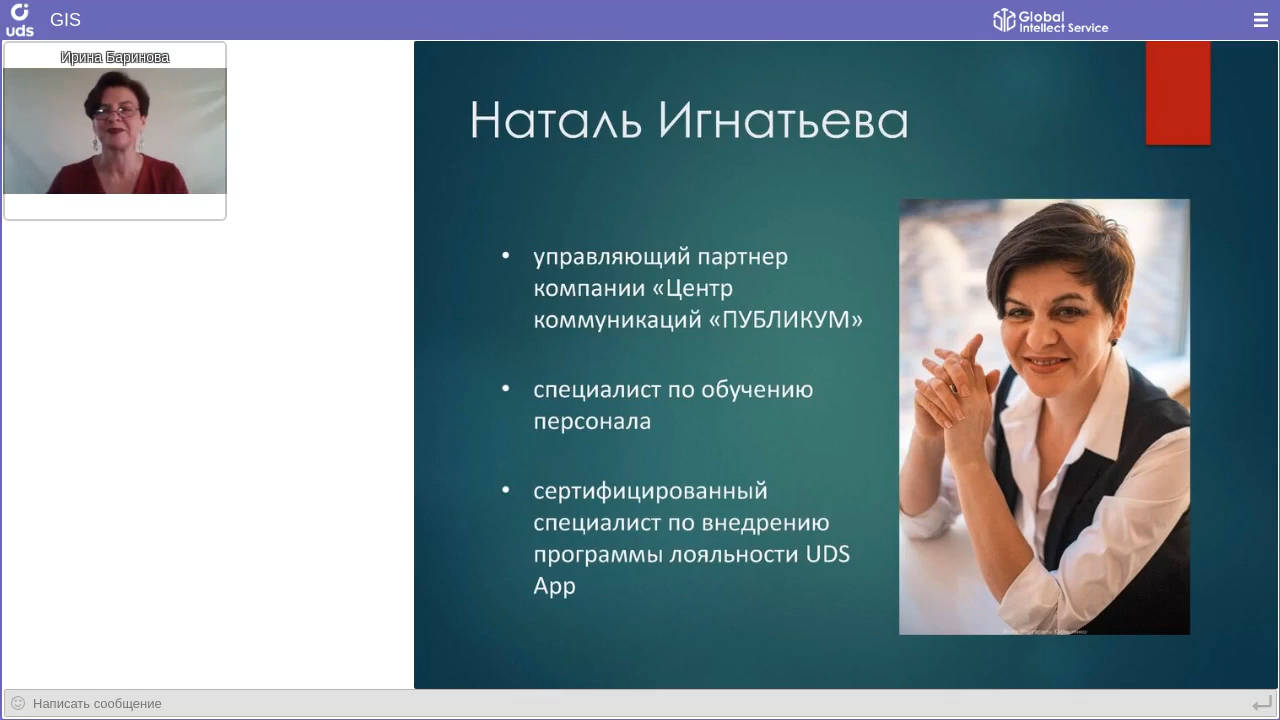 uds
GIS
Global
Intellect Service
Ирина Баринова
Наталь Игнатьева
• управляющий партнер
компании «Центр
коммуникаций «ПУБЛИКУМ»
• специалист по обучению
персонала
• сертифицированный
специалист по внедрению
программы лояльности UDS
App
Написать сообщение